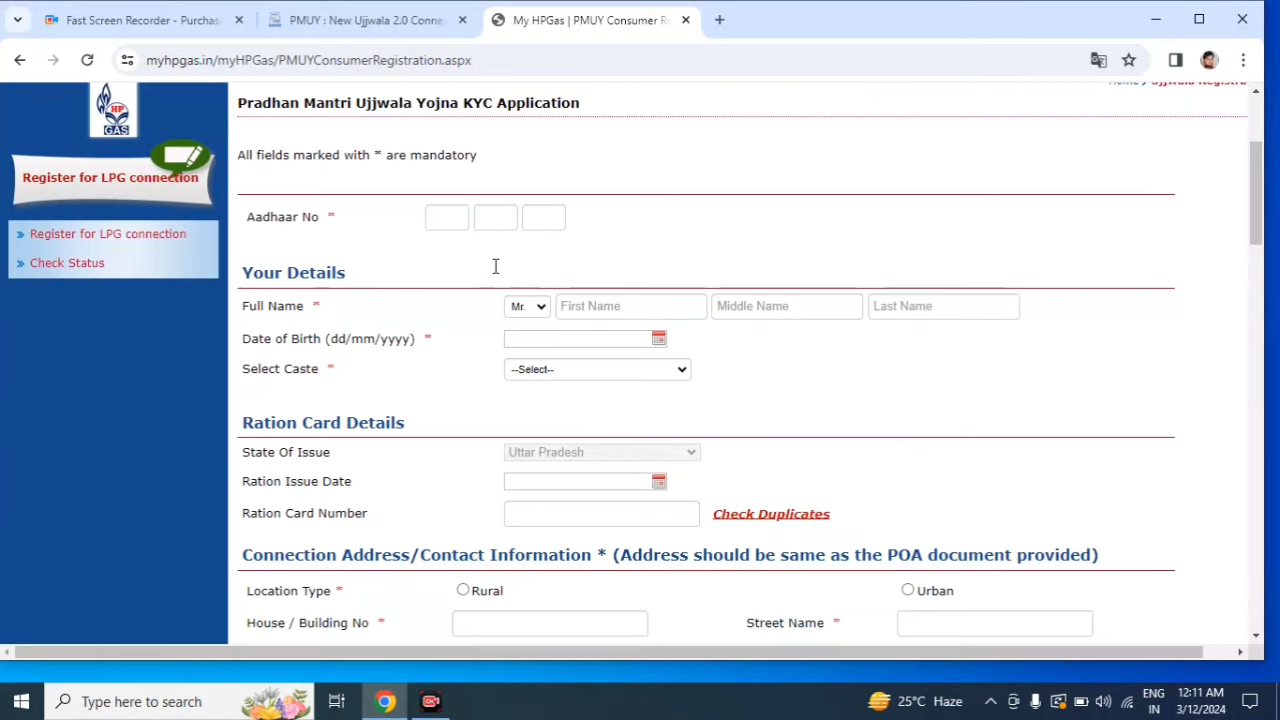 Fast Screen Recorder - Purchas
PMUY : New Ujjwala 2.0 Conne
My HPGas | PMUY Consumer R
myhpgas.in/myHPGas/PMUYConsumerRegistration.aspx
HP
GAS
Register for LPG connection
Register for LPG connection
Check Status
Pradhan Mantri Ujjwala Yojna KYC Application
All fields marked with * are mandatory
Aadhaar No *
Your Details
Full Name * Mr. First Name Middle Name Last Name
Date of Birth (dd/mm/yyyy) *
Select Caste * --Select--
Ration Card Details
State Of Issue Uttar Pradesh
Ration Issue Date
Ration Card Number Check Duplicates
Connection Address/Contact Information * (Address should be same as the POA document provided)
Location Type * Rural Urban
House / Building No * Street Name *
Type here to search
25°C Haze
ENG
IN
12:11 AM
3/12/2024